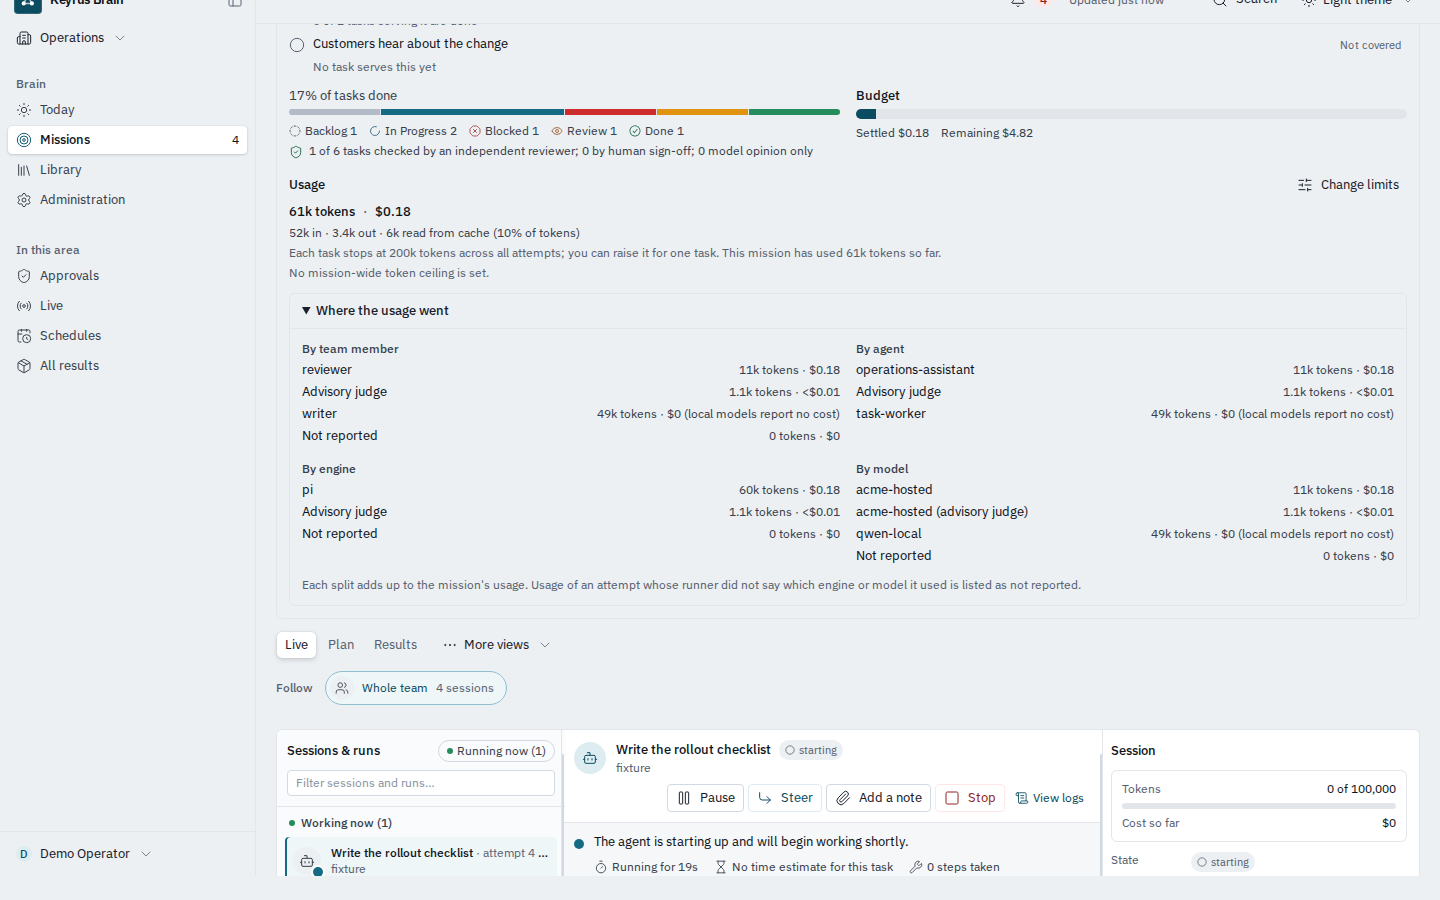 Keyrus Brain
4
Updated just now
Search
Light theme
Operations
Brain
Today
Missions 4
Library
Administration
In this area
Approvals
Live
Schedules
All results
Demo Operator
D
Customers hear about the change
Not covered
No task serves this yet
17% of tasks done
Backlog 1 In Progress 2 Blocked 1 Review 1 Done 1
1 of 6 tasks checked by an independent reviewer; 0 by human sign-off; 0 model opinion only
Budget
Settled $0.18 Remaining $4.82
Usage
Change limits
61k tokens · $0.18
52k in · 3.4k out · 6k read from cache (10% of tokens)
Each task stops at 200k tokens across all attempts; you can raise it for one task. This mission has used 61k tokens so far.
No mission-wide token ceiling is set.
▼ Where the usage went
By team member
reviewer 11k tokens · $0.18
Advisory judge 1.1k tokens · <$0.01
writer 49k tokens · $0 (local models report no cost)
Not reported 0 tokens · $0
By agent
operations-assistant 11k tokens · $0.18
Advisory judge 1.1k tokens · <$0.01
task-worker 49k tokens · $0 (local models report no cost)
By engine
pi 60k tokens · $0.18
Advisory judge 1.1k tokens · <$0.01
Not reported 0 tokens · $0
By model
acme-hosted 11k tokens · $0.18
acme-hosted (advisory judge) 1.1k tokens · <$0.01
qwen-local 49k tokens · $0 (local models report no cost)
Not reported 0 tokens · $0
Each split adds up to the mission's usage. Usage of an attempt whose runner did not say which engine or model it used is listed as not reported.
Live Plan Results ··· More views
Follow Whole team 4 sessions
Sessions & runs Running now (1)
Filter sessions and runs...
Working now (1)
Write the rollout checklist · attempt 4 ...
fixture
Write the rollout checklist starting
fixture
Pause Steer Add a note Stop View logs
The agent is starting up and will begin working shortly.
Running for 19s No time estimate for this task 0 steps taken
Session
Tokens 0 of 100,000
Cost so far $0
State starting